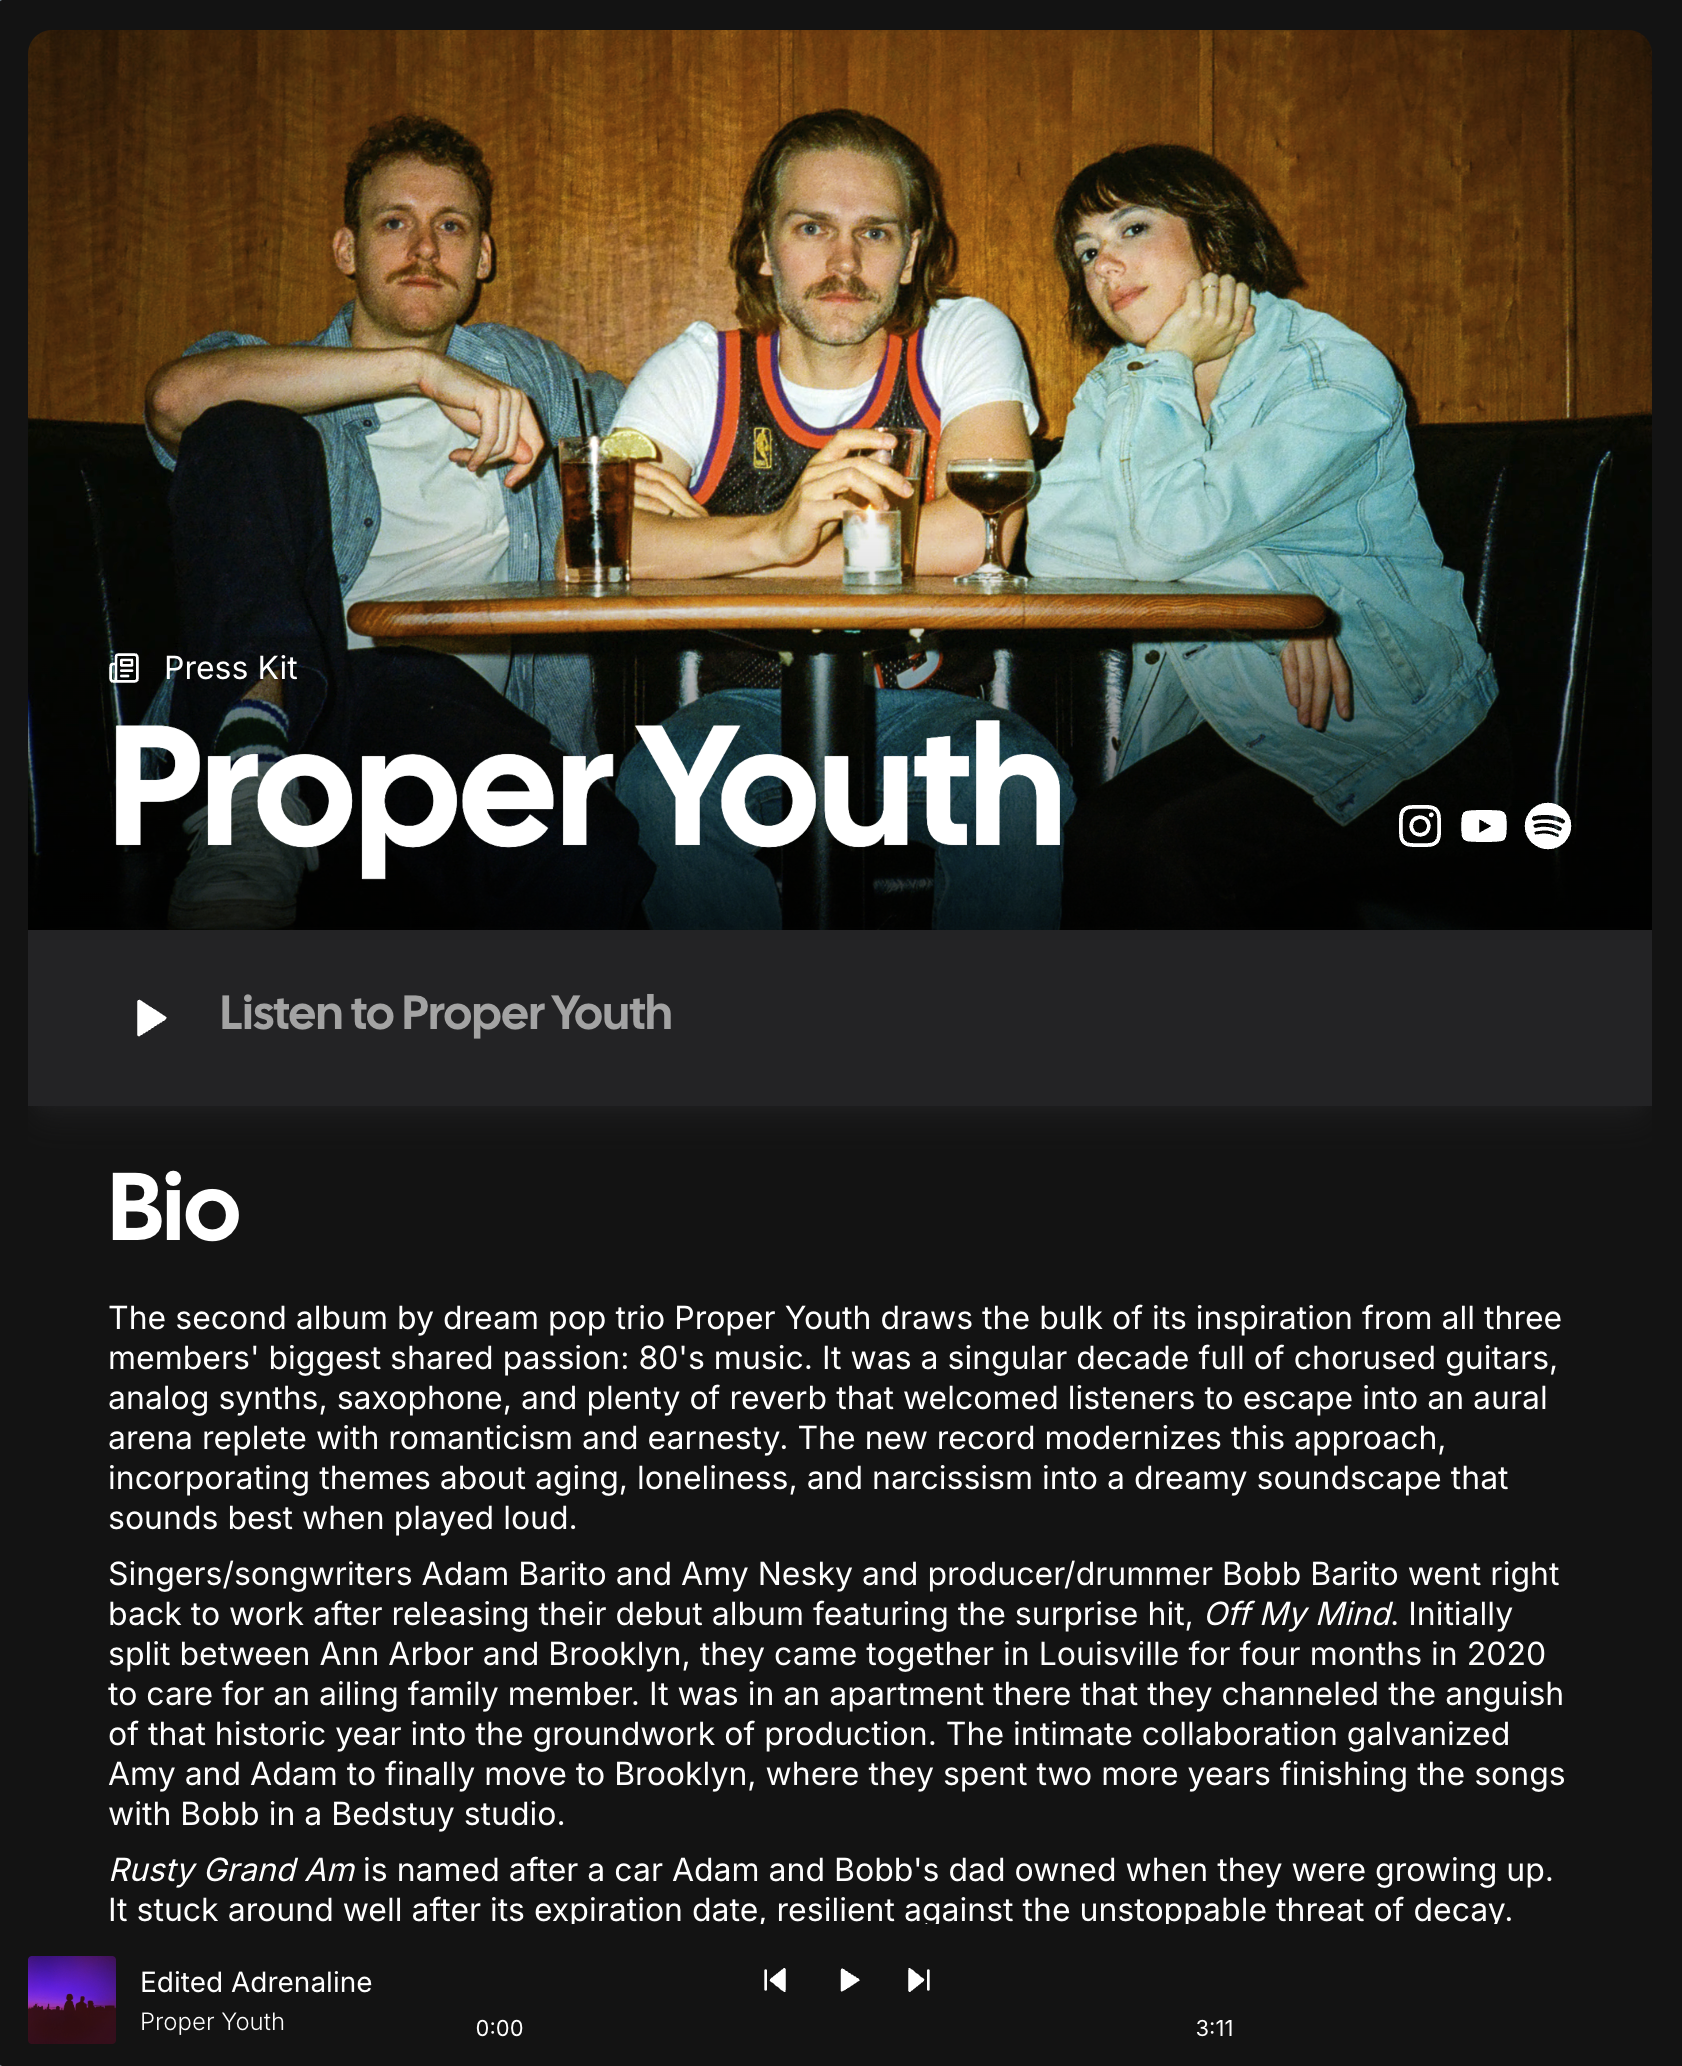 Press Kit
Proper Youth
Listen to Proper Youth
Bio
The second album by dream pop trio Proper Youth draws the bulk of its inspiration from all three
members' biggest shared passion: 80's music. It was a singular decade full of chorused guitars,
analog synths, saxophone, and plenty of reverb that welcomed listeners to escape into an aural
arena replete with romanticism and earnesty. The new record modernizes this approach,
incorporating themes about aging, loneliness, and narcissism into a dreamy soundscape that
sounds best when played loud.
Singers/songwriters Adam Barito and Amy Nesky and producer/drummer Bobb Barito went right
back to work after releasing their debut album featuring the surprise hit, Off My Mind. Initially
split between Ann Arbor and Brooklyn, they came together in Louisville for four months in 2020
to care for an ailing family member. It was in an apartment there that they channeled the anguish
of that historic year into the groundwork of production. The intimate collaboration galvanized
Amy and Adam to finally move to Brooklyn, where they spent two more years finishing the songs
with Bobb in a Bedstuy studio.
Rusty Grand Am is named after a car Adam and Bobb's dad owned when they were growing up.
It stuck around well after its expiration date, resilient against the unstoppable threat of decay.
Edited Adrenaline
Proper Youth
0:00
3:11